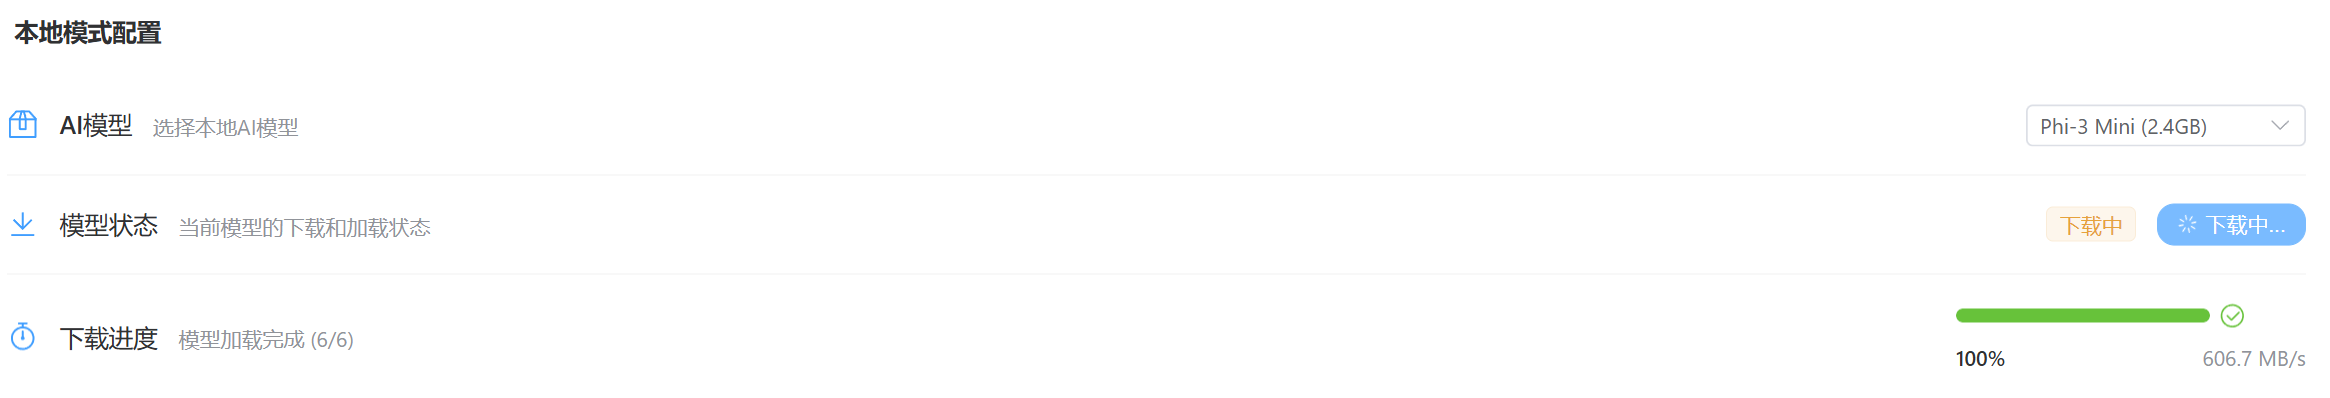 本地模式配置
AI模型 选择本地AI模型 Phi-3 Mini (2.4GB)
模型状态 当前模型的下载和加载状态 下载中 下载中...
下载进度 模型加载完成 (6/6)
100% 606.7 MB/s